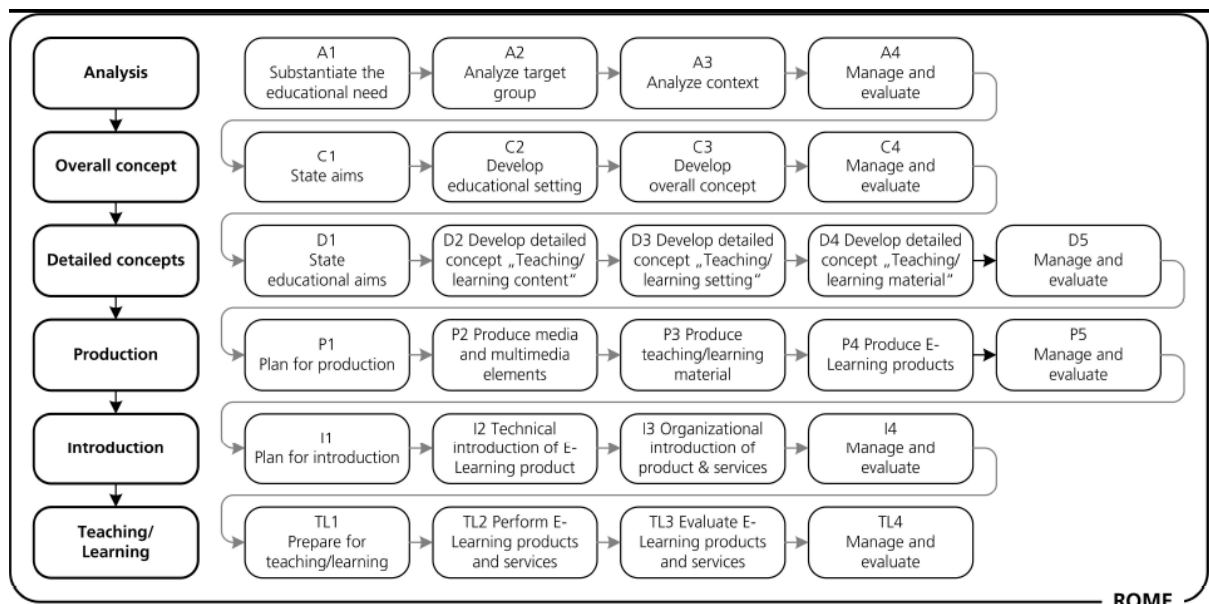 Analysis
A1
Substantiate the
educational need
A2
Analyze target
group
A3
Analyze context
A4
Manage and
evaluate
Overall concept
C1
State aims
C2
Develop
educational setting
C3
Develop
overall concept
C4
Manage and
evaluate
Detailed concepts
D1
State
educational aims
D2 Develop detailed
concept „Teaching/
learning content“
D3 Develop detailed
concept „Teaching/
learning setting“
D4 Develop detailed
concept „Teaching/
learning material“
D5
Manage and
evaluate
Production
P1
Plan for production
P2 Produce media
and multimedia
elements
P3 Produce
teaching/learning
material
P4 Produce E-
Learning products
P5
Manage and
evaluate
Introduction
I1
Plan for introduction
I2 Technical
introduction of E-
Learning product
I3 Organizational
introduction of
product & services
I4
Manage and
evaluate
Teaching/
Learning
TL1
Prepare for
teaching/learning
TL2 Perform E-
Learning products
and services
TL3 Evaluate E-
Learning products
and services
TL4
Manage and
evaluate